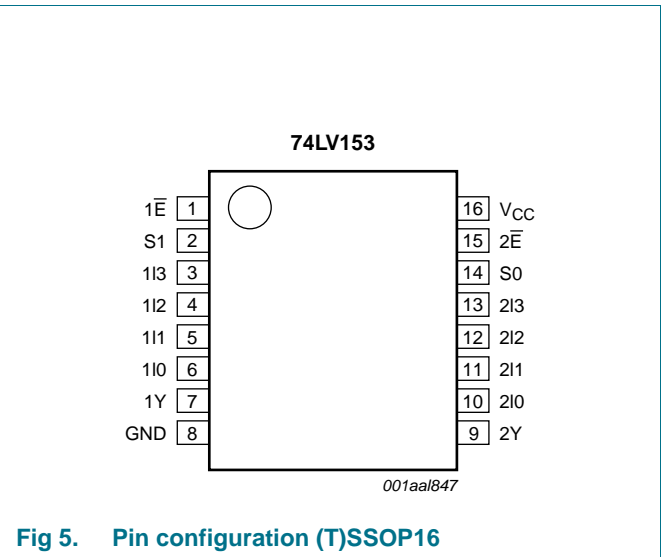 74LV153
1E̅ 1 16 VCC
S1 2 15 2E̅
1I3 3 14 S0
1I2 4 13 2I3
1I1 5 12 2I2
1I0 6 11 2I1
1Y 7 10 2I0
GND 8 9 2Y
001aal847
Fig 5. Pin configuration (T)SSOP16